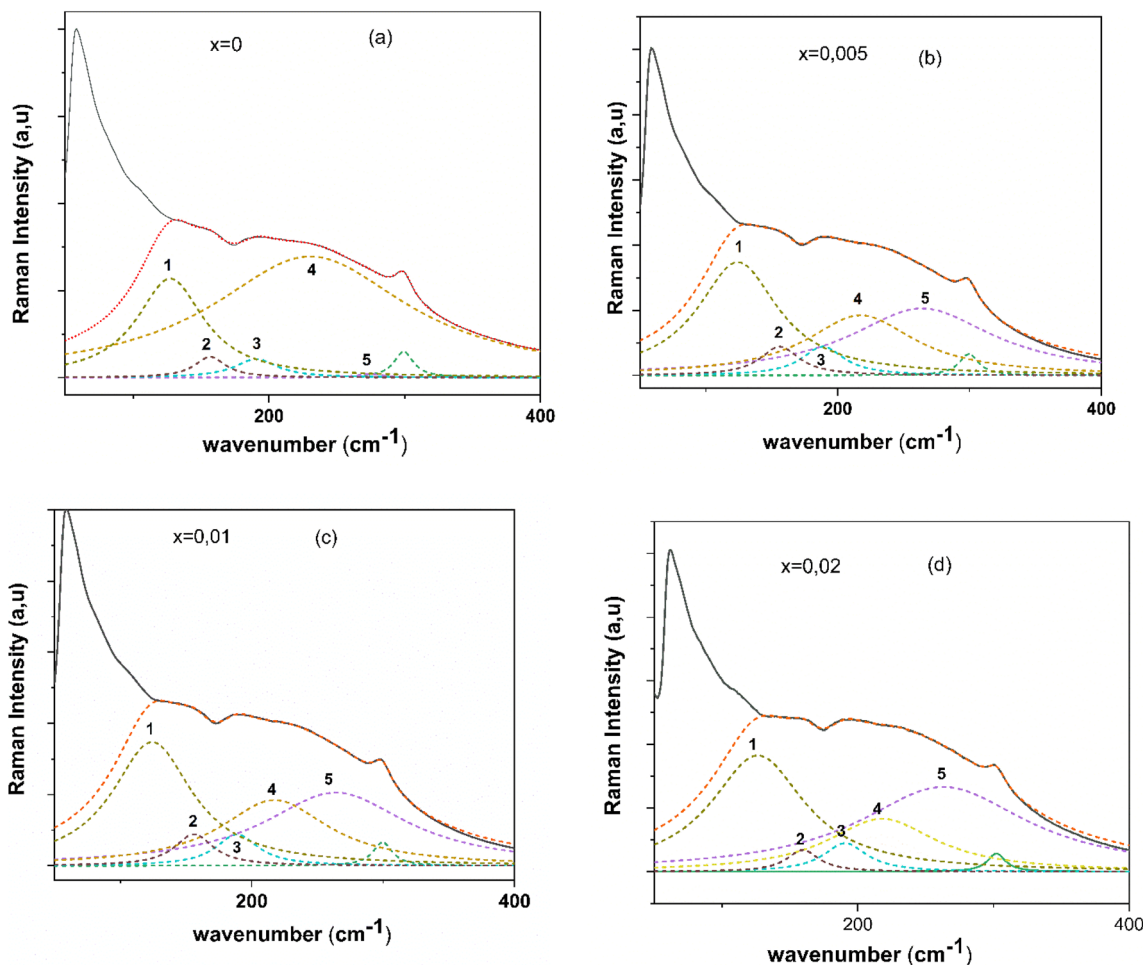 x=0
(a)
Raman Intensity (a,u)
1
2
3
4
5
200
400
wavenumber (cm-1)
x=0,005
(b)
Raman Intensity (a,u)
1
2
3
4
5
200
400
wavenumber (cm-1)
x=0,01
(c)
Raman Intensity (a,u)
1
2
3
4
5
200
400
wavenumber (cm-1)
x=0,02
(d)
Raman Intensity (a,u)
1
2
3
4
5
200
400
wavenumber (cm-1)